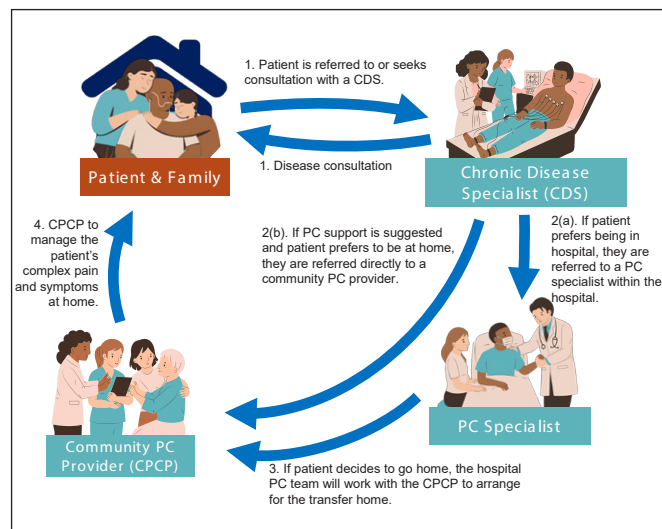 1. Patient is referred to or seeks
consultation with a CDS.
1. Disease consultation
Patient & Family
Chronic Disease
Specialist (CDS)
4. CPCP to
manage the
patient's
complex pain
and symptoms
at home.
2(b). If PC support is suggested
and patient prefers to be at home,
they are referred directly to a
community PC provider.
2(a). If patient
prefers being in
hospital, they are
referred to a PC
specialist within the
hospital.
Community PC
Provider (CPCP)
PC Specialist
3. If patient decides to go home, the hospital
PC team will work with the CPCP to arrange
for the transfer home.